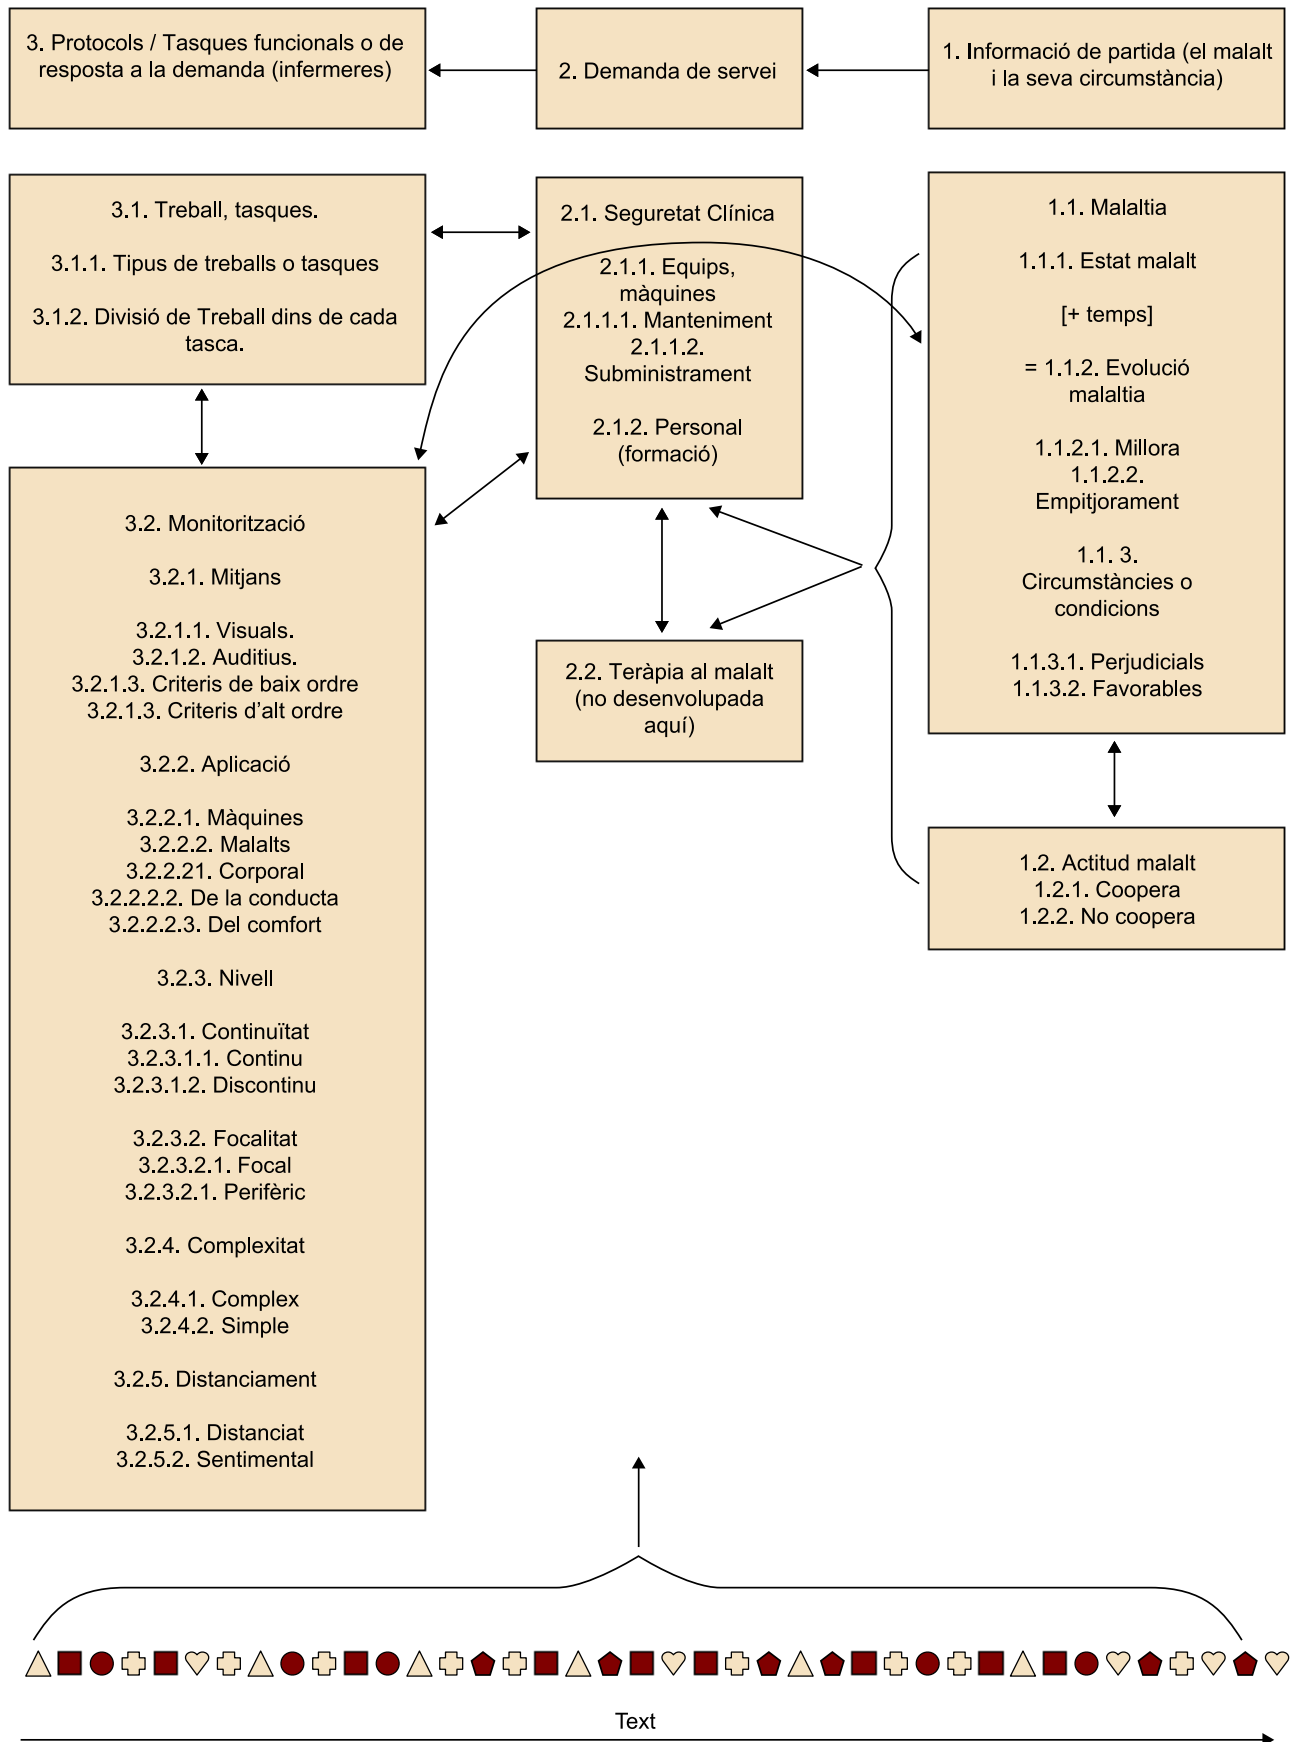 3. Protocols / Tasques funcionals o de
resposta a la demanda (infermeres)
2. Demanda de servei
1. Informació de partida (el malalt
i la seva circumstància)
3.1. Treball, tasques.
3.1.1. Tipus de treballs o tasques
3.1.2. Divisió de Treball dins de cada
tasca.
2.1. Seguretat Clínica
2.1.1. Equips,
màquines
2.1.1.1. Manteniment
2.1.1.2.
Subministrament
2.1.2. Personal
(formació)
1.1. Malaltia
1.1.1. Estat malalt
[+ temps]
= 1.1.2. Evolució
malaltia
1.1.2.1. Millora
1.1.2.2.
Empitjorament
1.1. 3.
Circumstàncies o
condicions
1.1.3.1. Perjudicials
1.1.3.2. Favorables
3.2. Monitorització
3.2.1. Mitjans
3.2.1.1. Visuals.
3.2.1.2. Auditius.
3.2.1.3. Criteris de baix ordre
3.2.1.3. Criteris d'alt ordre
3.2.2. Aplicació
3.2.2.1. Màquines
3.2.2.2. Malalts
3.2.2.21. Corporal
3.2.2.2.2. De la conducta
3.2.2.2.3. Del comfort
3.2.3. Nivell
3.2.3.1. Continuïtat
3.2.3.1.1. Continu
3.2.3.1.2. Discontinu
3.2.3.2. Focalitat
3.2.3.2.1. Focal
3.2.3.2.1. Perifèric
3.2.4. Complexitat
3.2.4.1. Complex
3.2.4.2. Simple
3.2.5. Distanciament
3.2.5.1. Distanciat
3.2.5.2. Sentimental
2.2. Teràpia al malalt
(no desenvolupada
aquí)
1.2. Actitud malalt
1.2.1. Coopera
1.2.2. No coopera
Text